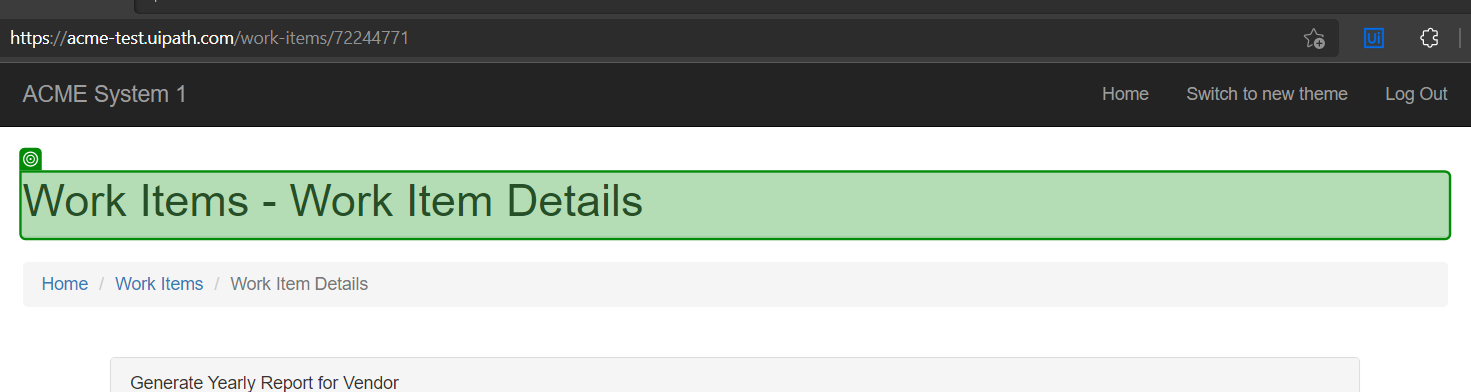 https://acme-test.uipath.com/work-items/72244771 Ui
ACME System 1 Home Switch to new theme Log Out
Work Items - Work Item Details
Home / Work Items / Work Item Details
Generate Yearly Report for Vendor